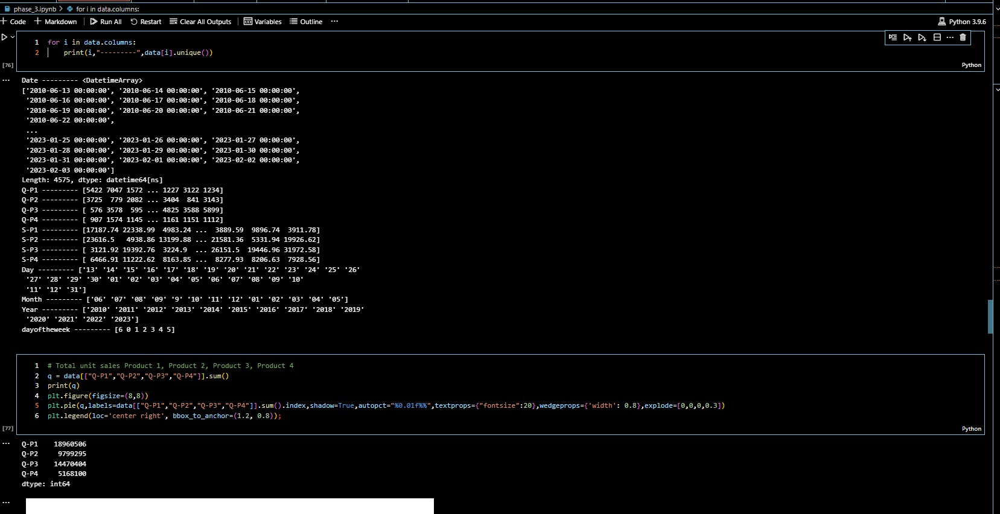 phase_3.ipynb > for i in data.columns:
+ Code + Markdown | Run All Restart Clear All Outputs | Variables Outline ... Python 3.9.6
1 for i in data.columns:
2     print(i,"---------",data[i].unique())
[76] Python
... Date --------- <DatetimeArray>
['2010-06-13 00:00:00', '2010-06-14 00:00:00', '2010-06-15 00:00:00',
 '2010-06-16 00:00:00', '2010-06-17 00:00:00', '2010-06-18 00:00:00',
 '2010-06-19 00:00:00', '2010-06-20 00:00:00', '2010-06-21 00:00:00',
 '2010-06-22 00:00:00',
 ...
 '2023-01-25 00:00:00', '2023-01-26 00:00:00', '2023-01-27 00:00:00',
 '2023-01-28 00:00:00', '2023-01-29 00:00:00', '2023-01-30 00:00:00',
 '2023-01-31 00:00:00', '2023-02-01 00:00:00', '2023-02-02 00:00:00',
 '2023-02-03 00:00:00']
Length: 4575, dtype: datetime64[ns]
Q-P1 --------- [5422 7047 1572 ... 1227 3122 1234]
Q-P2 --------- [3725  779 2082 ... 3404  841 3143]
Q-P3 --------- [ 576 3578  595 ... 4825 3588 5899]
Q-P4 --------- [ 907 1574 1145 ... 1161 1151 1112]
S-P1 --------- [17187.74 22338.99  4983.24 ...  3889.59  9896.74  3911.78]
S-P2 --------- [23616.5   4938.86 13199.88 ... 21581.36  5331.94 19926.62]
S-P3 --------- [ 3121.92 19392.76  3224.9  ... 26151.5  19446.96 31972.58]
S-P4 --------- [ 6466.91 11222.62  8163.85 ...  8277.93  8206.63  7928.56]
Day --------- ['13' '14' '15' '16' '17' '18' '19' '20' '21' '22' '23' '24' '25' '26'
 '27' '28' '29' '30' '01' '02' '03' '04' '05' '06' '07' '08' '09' '10'
 '11' '12' '31']
Month --------- ['06' '07' '08' '09' '9' '10' '11' '12' '01' '02' '03' '04' '05']
Year --------- ['2010' '2011' '2012' '2013' '2014' '2015' '2016' '2017' '2018' '2019'
 '2020' '2021' '2022' '2023']
dayoftheweek --------- [6 0 1 2 3 4 5]
1 # Total unit sales Product 1, Product 2, Product 3, Product 4
2 q = data[["Q-P1","Q-P2","Q-P3","Q-P4"]].sum()
3 print(q)
4 plt.figure(figsize=(8,8))
5 plt.pie(q,labels=data[["Q-P1","Q-P2","Q-P3","Q-P4"]].sum().index,shadow=True,autopct="%0.01f%%",textprops={"fontsize":20},wedgeprops={'width': 0.8},explode=[0,0,0,0.3])
6 plt.legend(loc='center right', bbox_to_anchor=(1.2, 0.8));
[77] Python
... Q-P1    18960506
Q-P2     9799295
Q-P3    14470404
Q-P4     5168100
dtype: int64
...